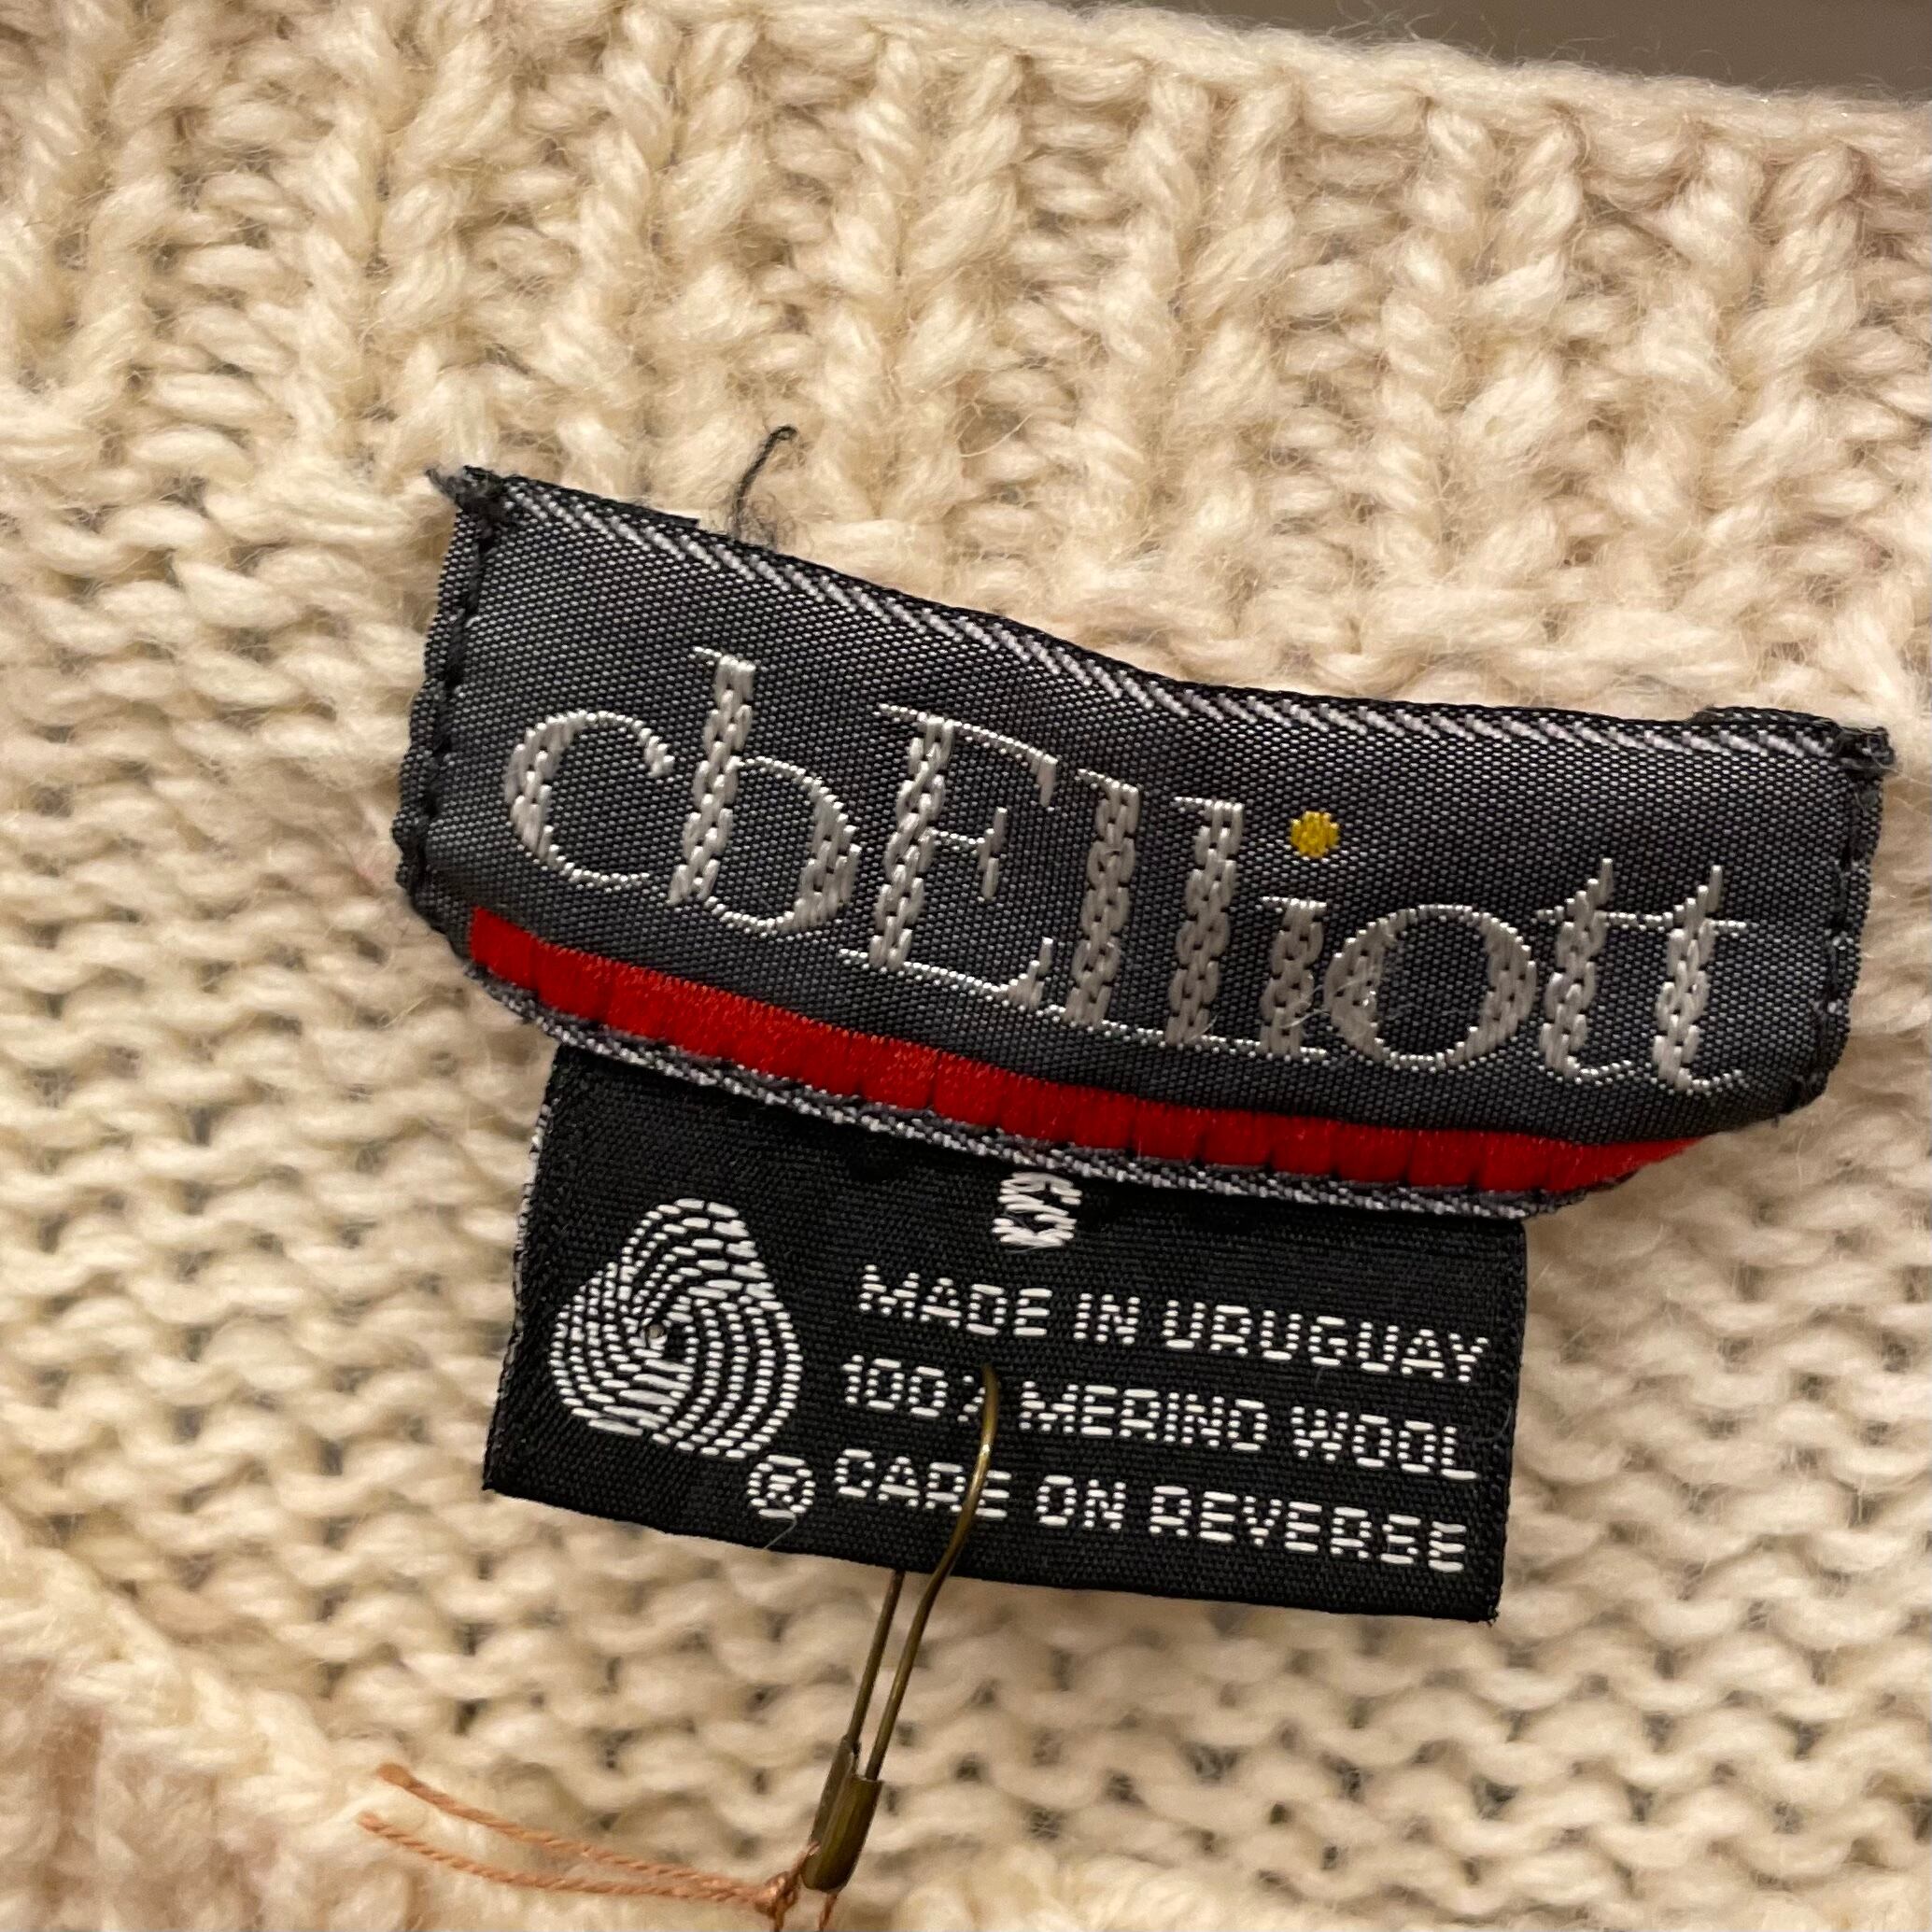 cbElliott
S
MADE IN URUGUAY
100% MERINO WOOL
® CARE ON REVERSE